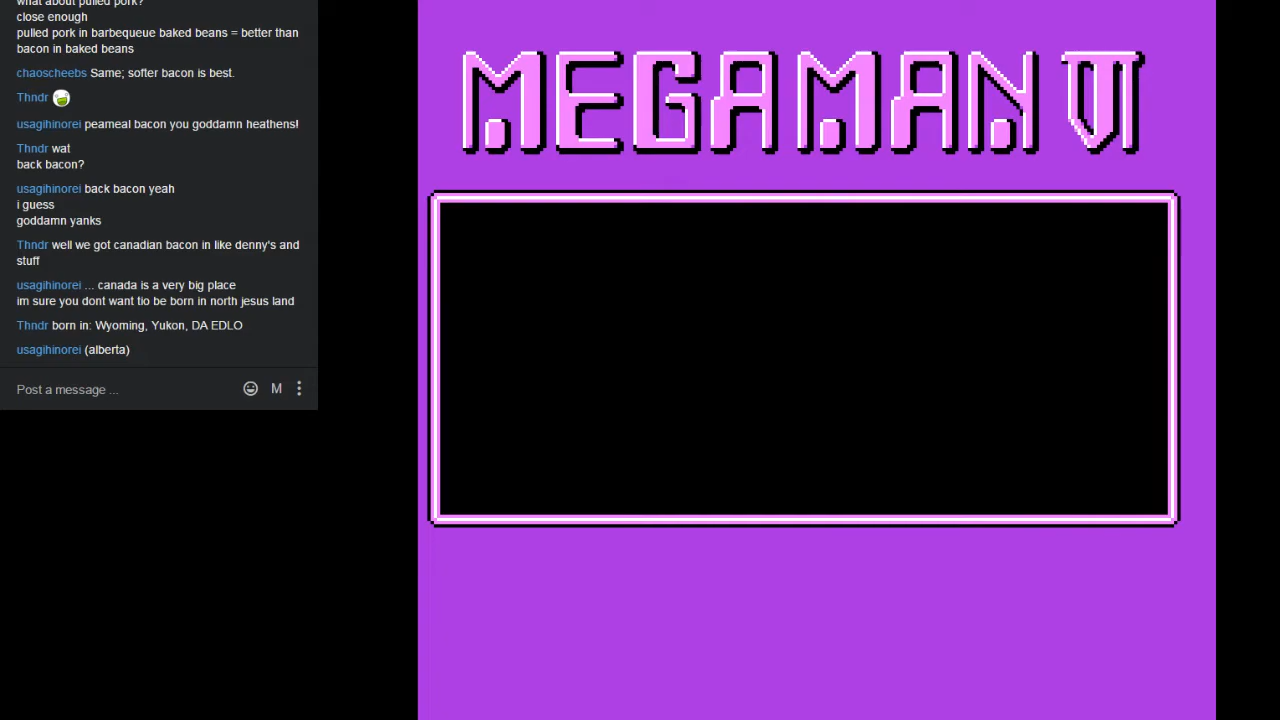 what about pulled pork?
close enough
pulled pork in barbequeue baked beans = better than
bacon in baked beans
chaoscheebs Same; softer bacon is best.
Thndr
usagihinorei peameal bacon you goddamn heathens!
Thndr wat
back bacon?
usagihinorei back bacon yeah
i guess
goddamn yanks
Thndr well we got canadian bacon in like denny's and
stuff
usagihinorei ... canada is a very big place
im sure you dont want tio be born in north jesus land
Thndr born in: Wyoming, Yukon, DA EDLO
usagihinorei (alberta)
Post a message ...
M
MEGAMAN VI